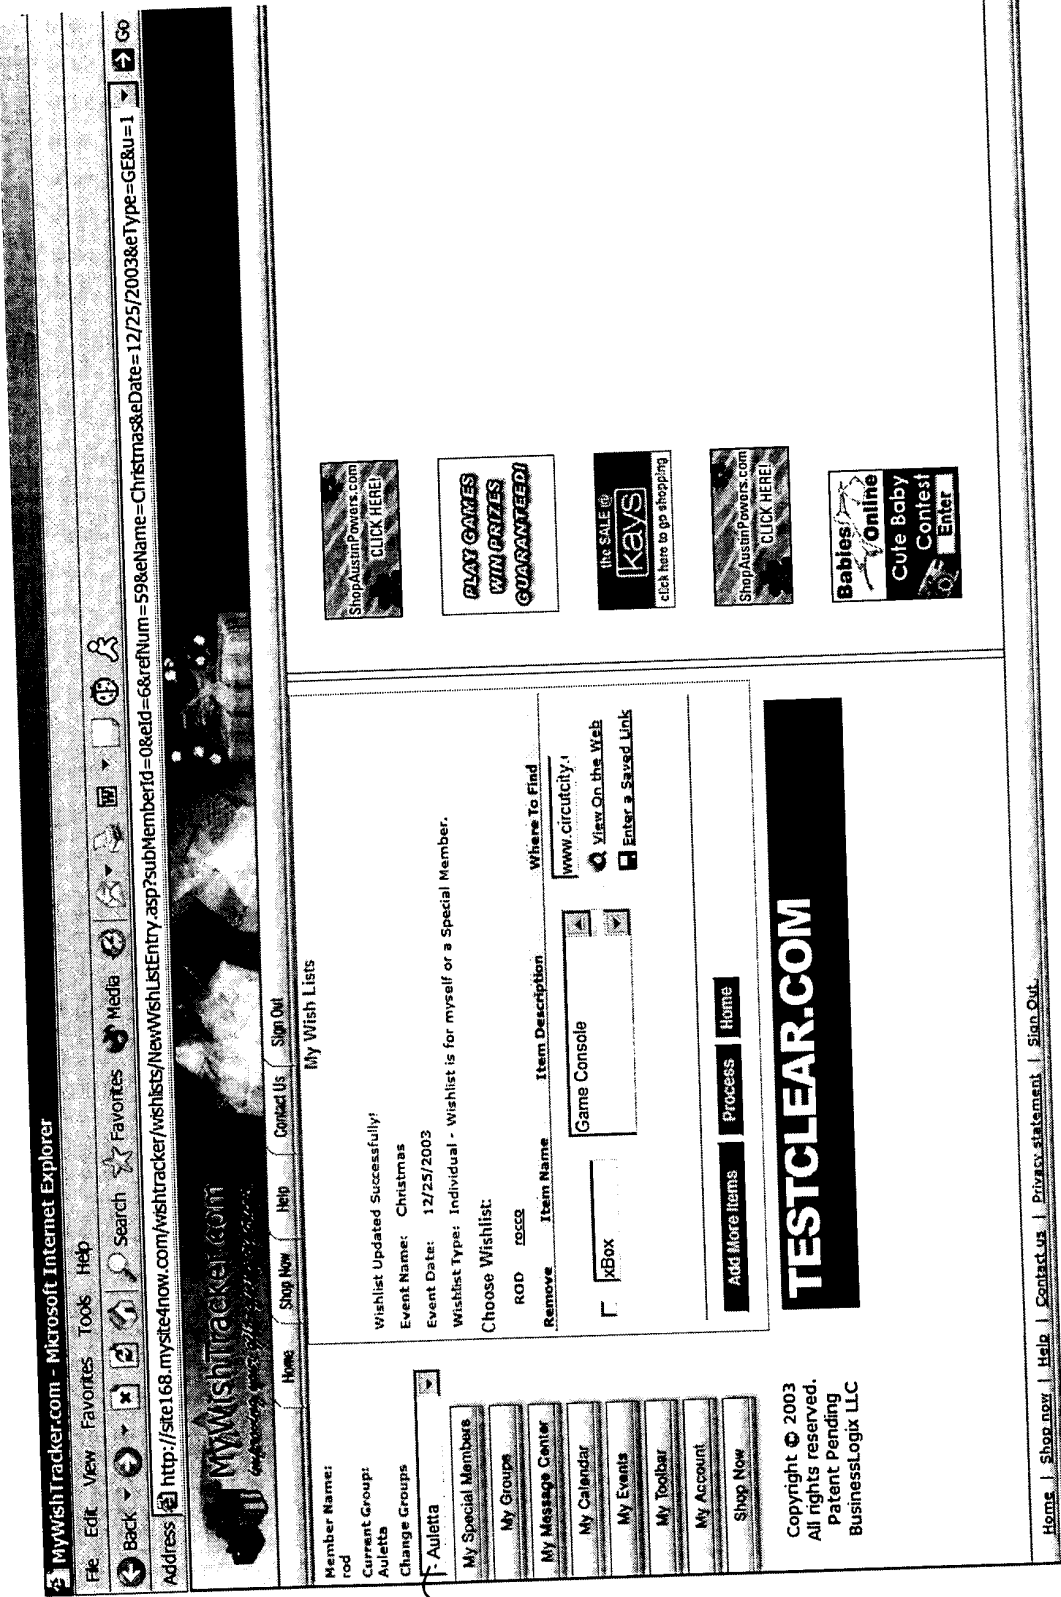 MyWishTracker.com - Microsoft Internet Explorer
File Edit View Favorites Tools Help
Back Search Favorites Media
Address http://site168.mysite4now.com/wishtracker/wishlists/NewWishListEntry.asp?subMemberId=0&eId=6&refNum=59&eName=Christmas&eDate=12/25/2003&eType=GE&u=1 Go
MyWishTracker.com
Home Shop Now Help Contact Us Sign Out
Member Name:
rod
Current Group:
Auletta
Change Groups
- Auletta
My Special Members
My Groups
My Message Center
My Calendar
My Events
My Toolbar
My Account
Shop Now
Copyright © 2003
All rights reserved.
Patent Pending
BusinessLogix LLC
My Wish Lists
Wishlist Updated Successfully!
Event Name: Christmas
Event Date: 12/25/2003
Wishlist Type: Individual - Wishlist is for myself or a Special Member.
Choose Wishlist:
ROD rocco
Remove Item Name Item Description Where To Find
xBox Game Console www.circutcity.
View On the Web
Enter a Saved Link
Add More Items Process Home
TESTCLEAR.COM
ShopAustinPowers.com
CLICK HERE!
PLAY GAMES
WIN PRIZES
GUARANTEED!
the SALE @
kays
click here to go shopping
ShopAustinPowers.com
CLICK HERE!
Babies Online
Cute Baby
Contest
Enter
Home | Shop now | Help | Contact us | Privacy statement | Sign Out